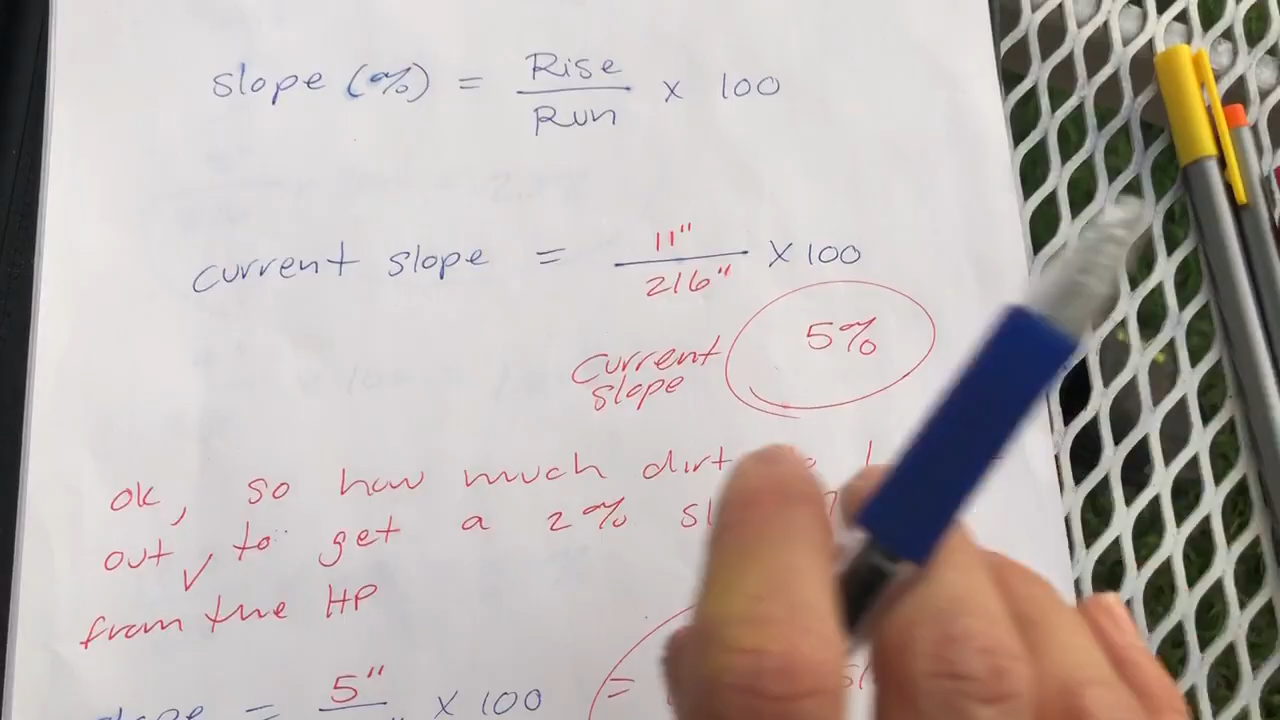 slope (%) = Rise / Run x 100
current slope = 11" / 216" x 100
current slope 5%
ok, so how much dirt
out, to get a 2%
from the HP
slope = 5" x 100 =